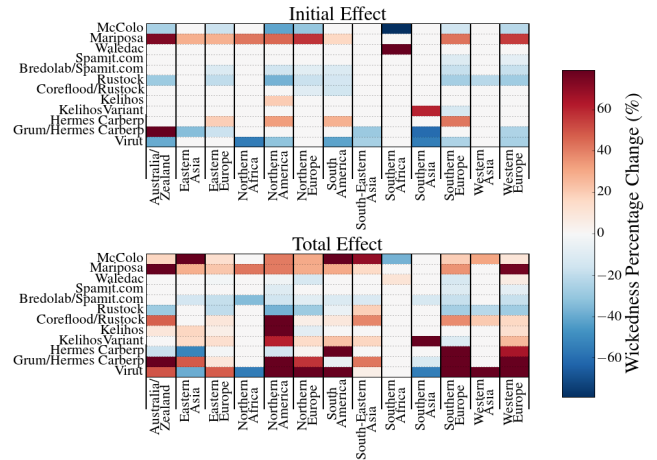 Initial Effect
McColo
Mariposa
Waledac
Spamit.com
Bredolab/Spamit.com
Rustock
Coreflood/Rustock
Kelihos
KelihosVariant
Hermes Carberp
Grum/Hermes Carberp
Virut
Australia/
Zealand
Eastern
Asia
Eastern
Europe
Northern
Africa
Northern
America
Northern
Europe
South
America
South-Eastern
Asia
Southern
Africa
Southern
Asia
Southern
Europe
Western
Asia
Western
Europe
Total Effect
McColo
Mariposa
Waledac
Spamit.com
Bredolab/Spamit.com
Rustock
Coreflood/Rustock
Kelihos
KelihosVariant
Hermes Carberp
Grum/Hermes Carberp
Virut
Australia/
Zealand
Eastern
Asia
Eastern
Europe
Northern
Africa
Northern
America
Northern
Europe
South
America
South-Eastern
Asia
Southern
Africa
Southern
Asia
Southern
Europe
Western
Asia
Western
Europe
60
40
20
0
−20
−40
−60
Wickedness Percentage Change (%)